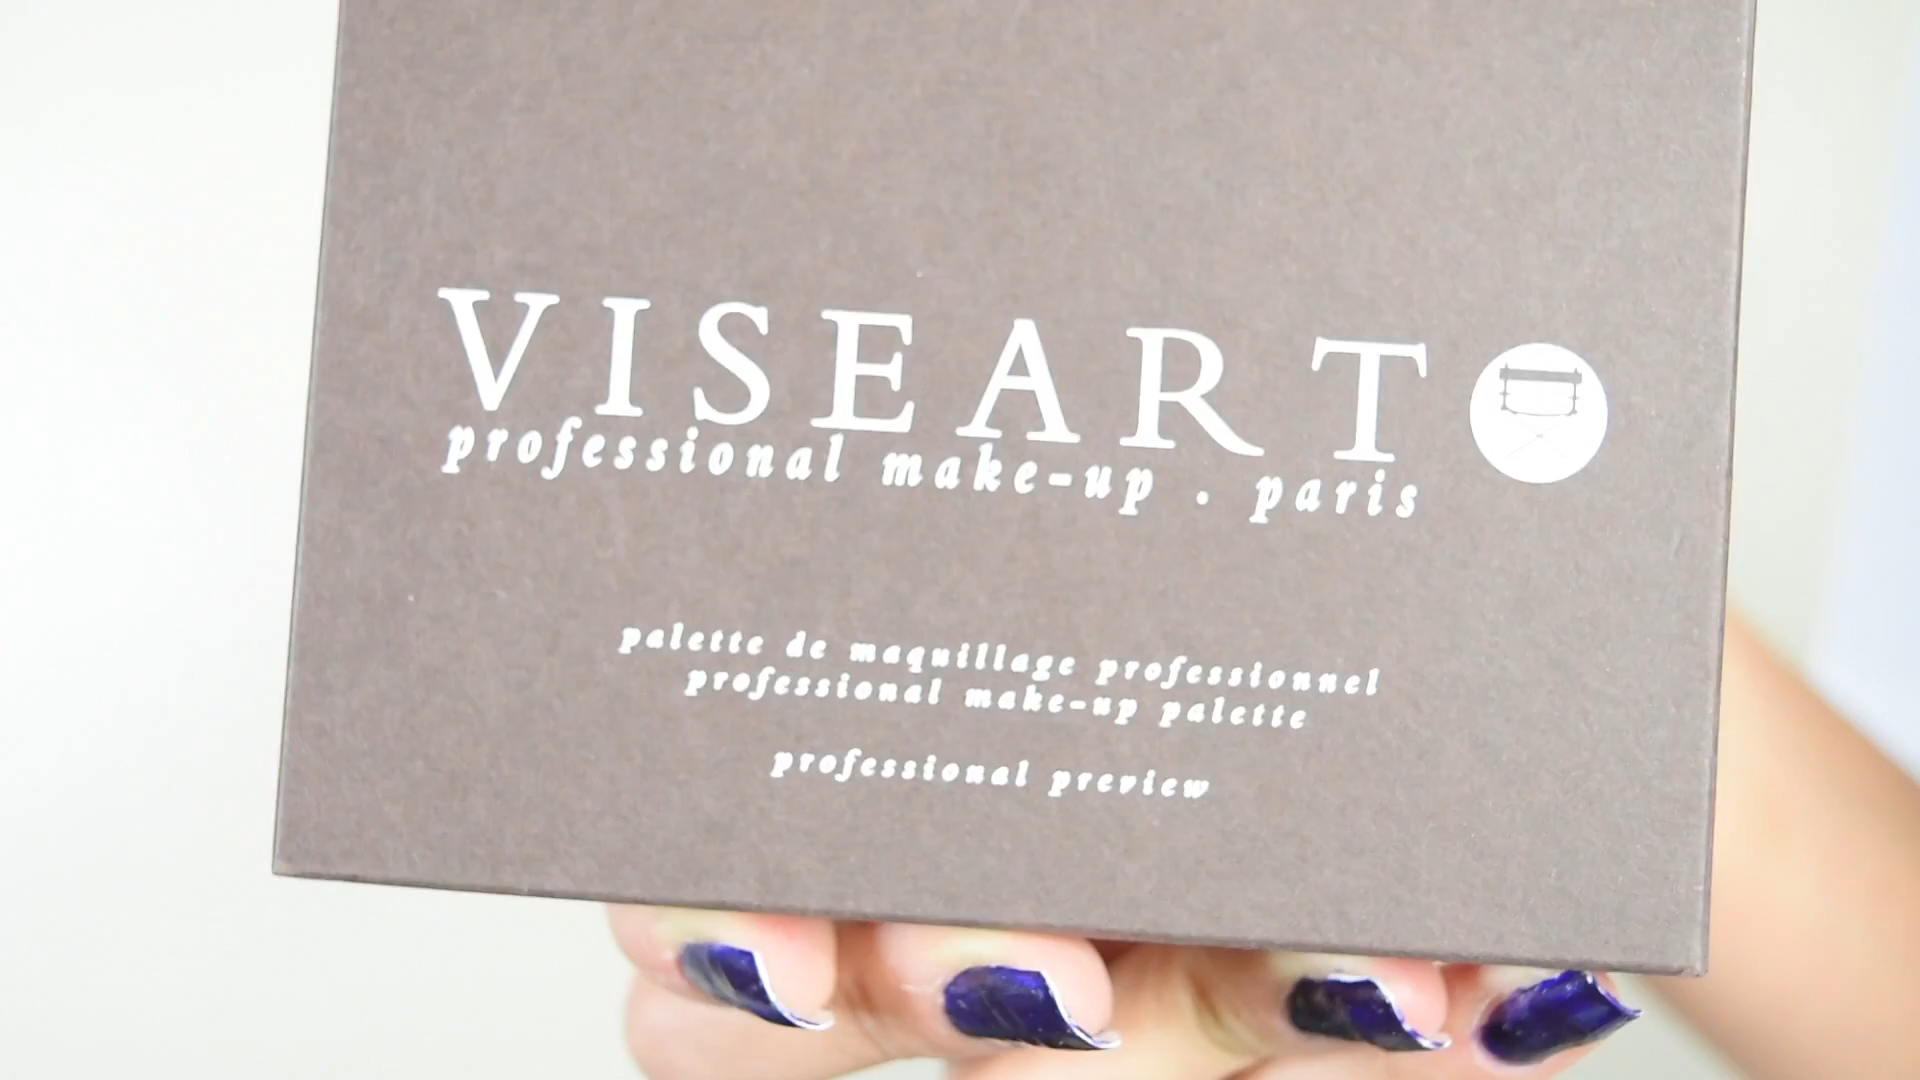 VISEART
professional make-up . paris
palette de maquillage professionnel
professional make-up palette
professional preview